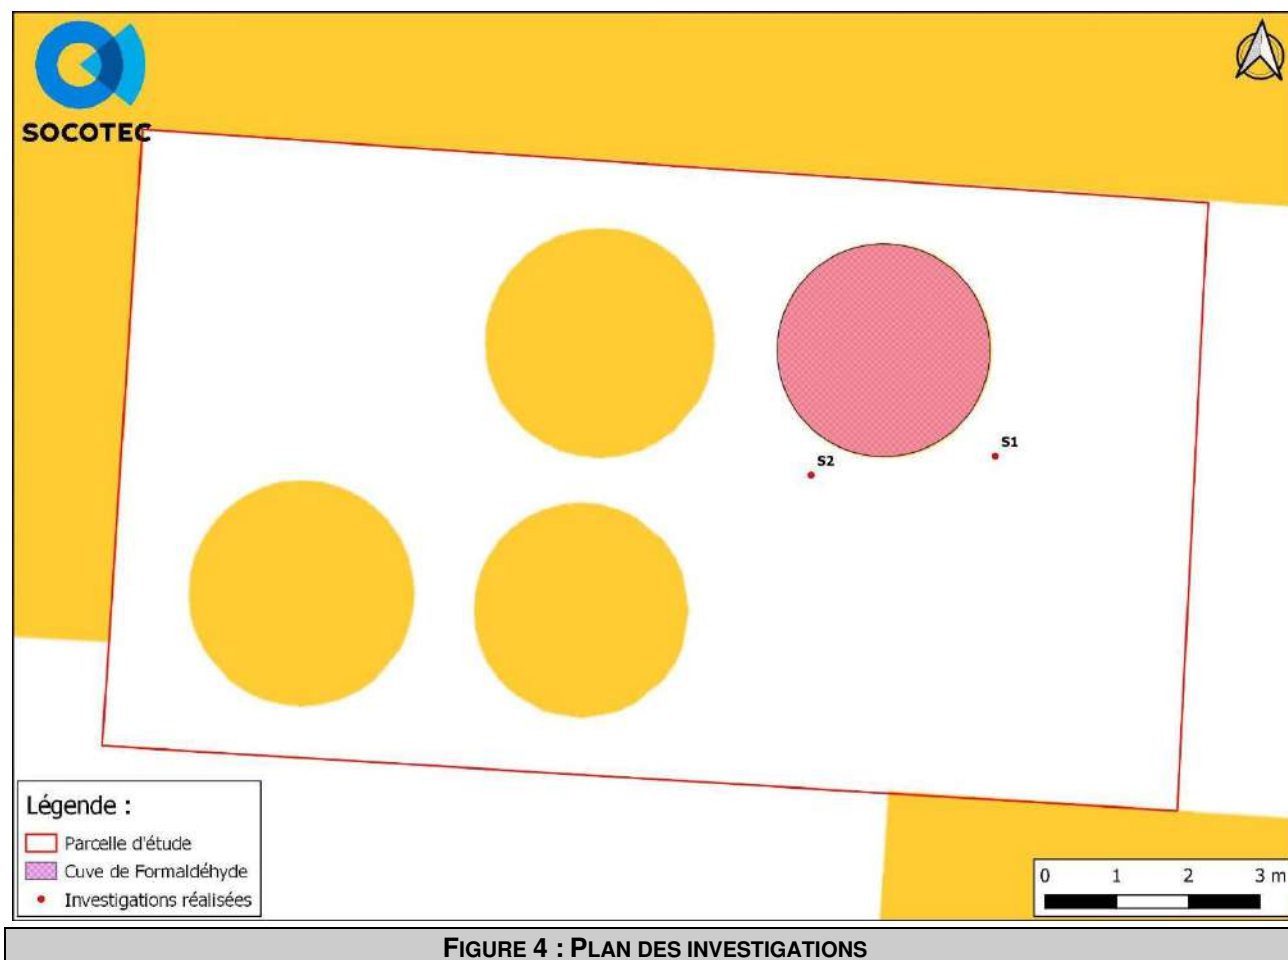 SOCOTEC
S1
S2
Légende :
Parcelle d'étude
Cuve de Formaldéhyde
Investigations réalisées
0 1 2 3 m
FIGURE 4 : PLAN DES INVESTIGATIONS